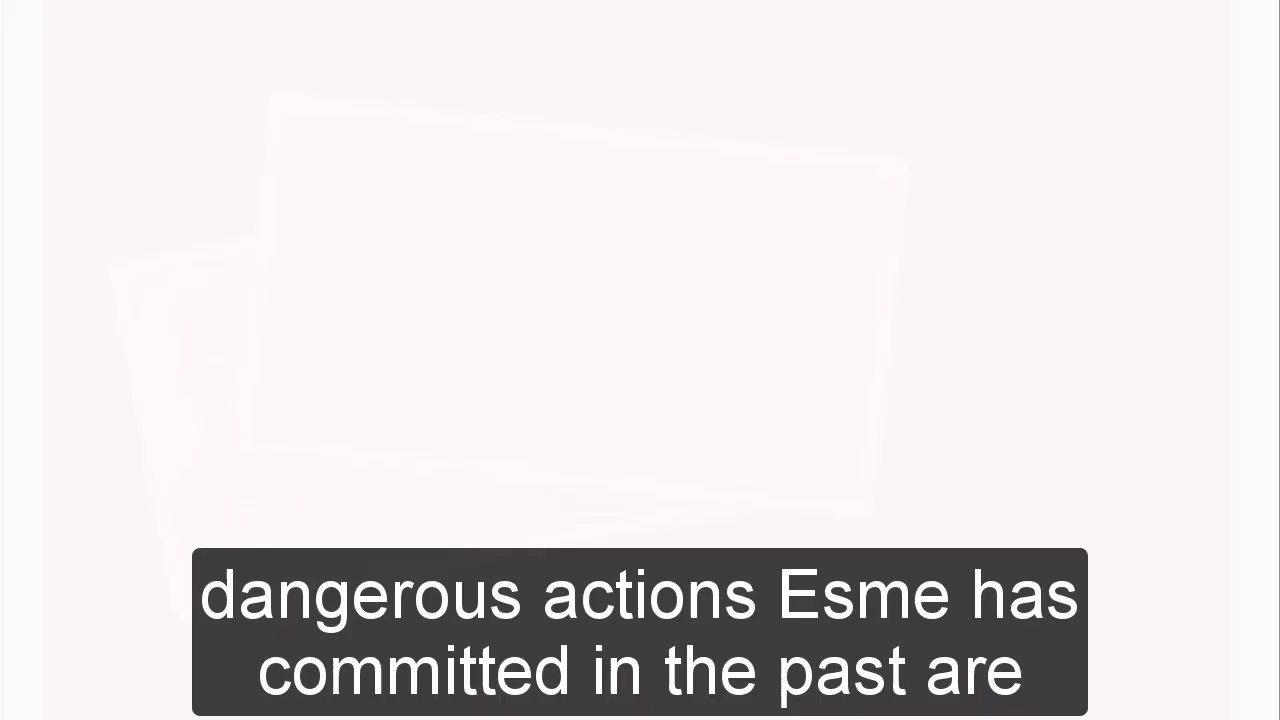 dangerous actions Esme has
committed in the past are